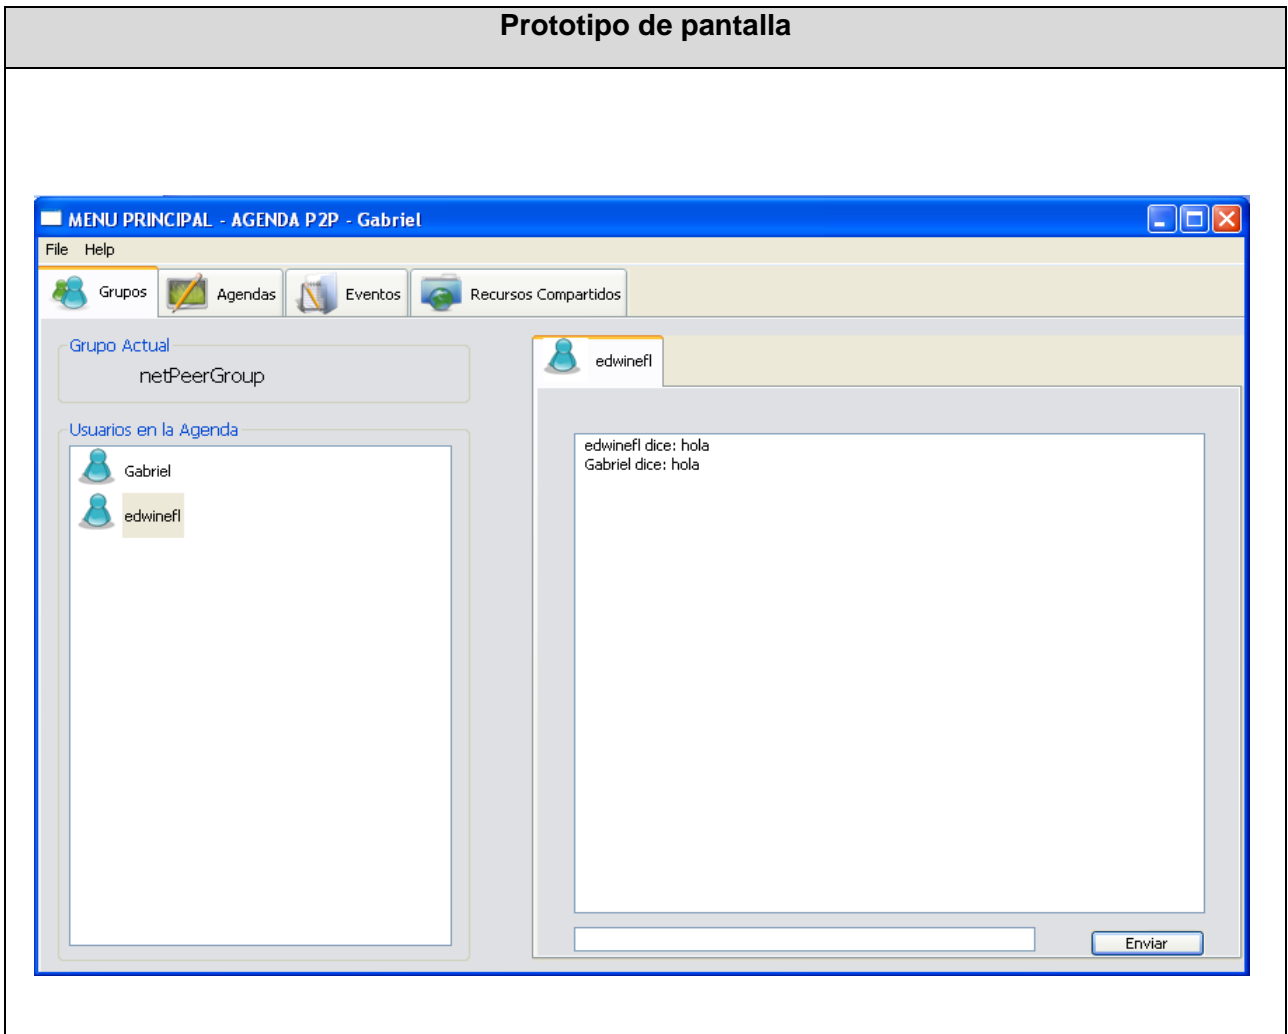 Prototipo de pantalla
MENU PRINCIPAL - AGENDA P2P - Gabriel
File Help
Grupos Agendas Eventos Recursos Compartidos
Grupo Actual
netPeerGroup
Usuarios en la Agenda
Gabriel
edwinefl
edwinefl
edwinefl dice: hola
Gabriel dice: hola
Enviar